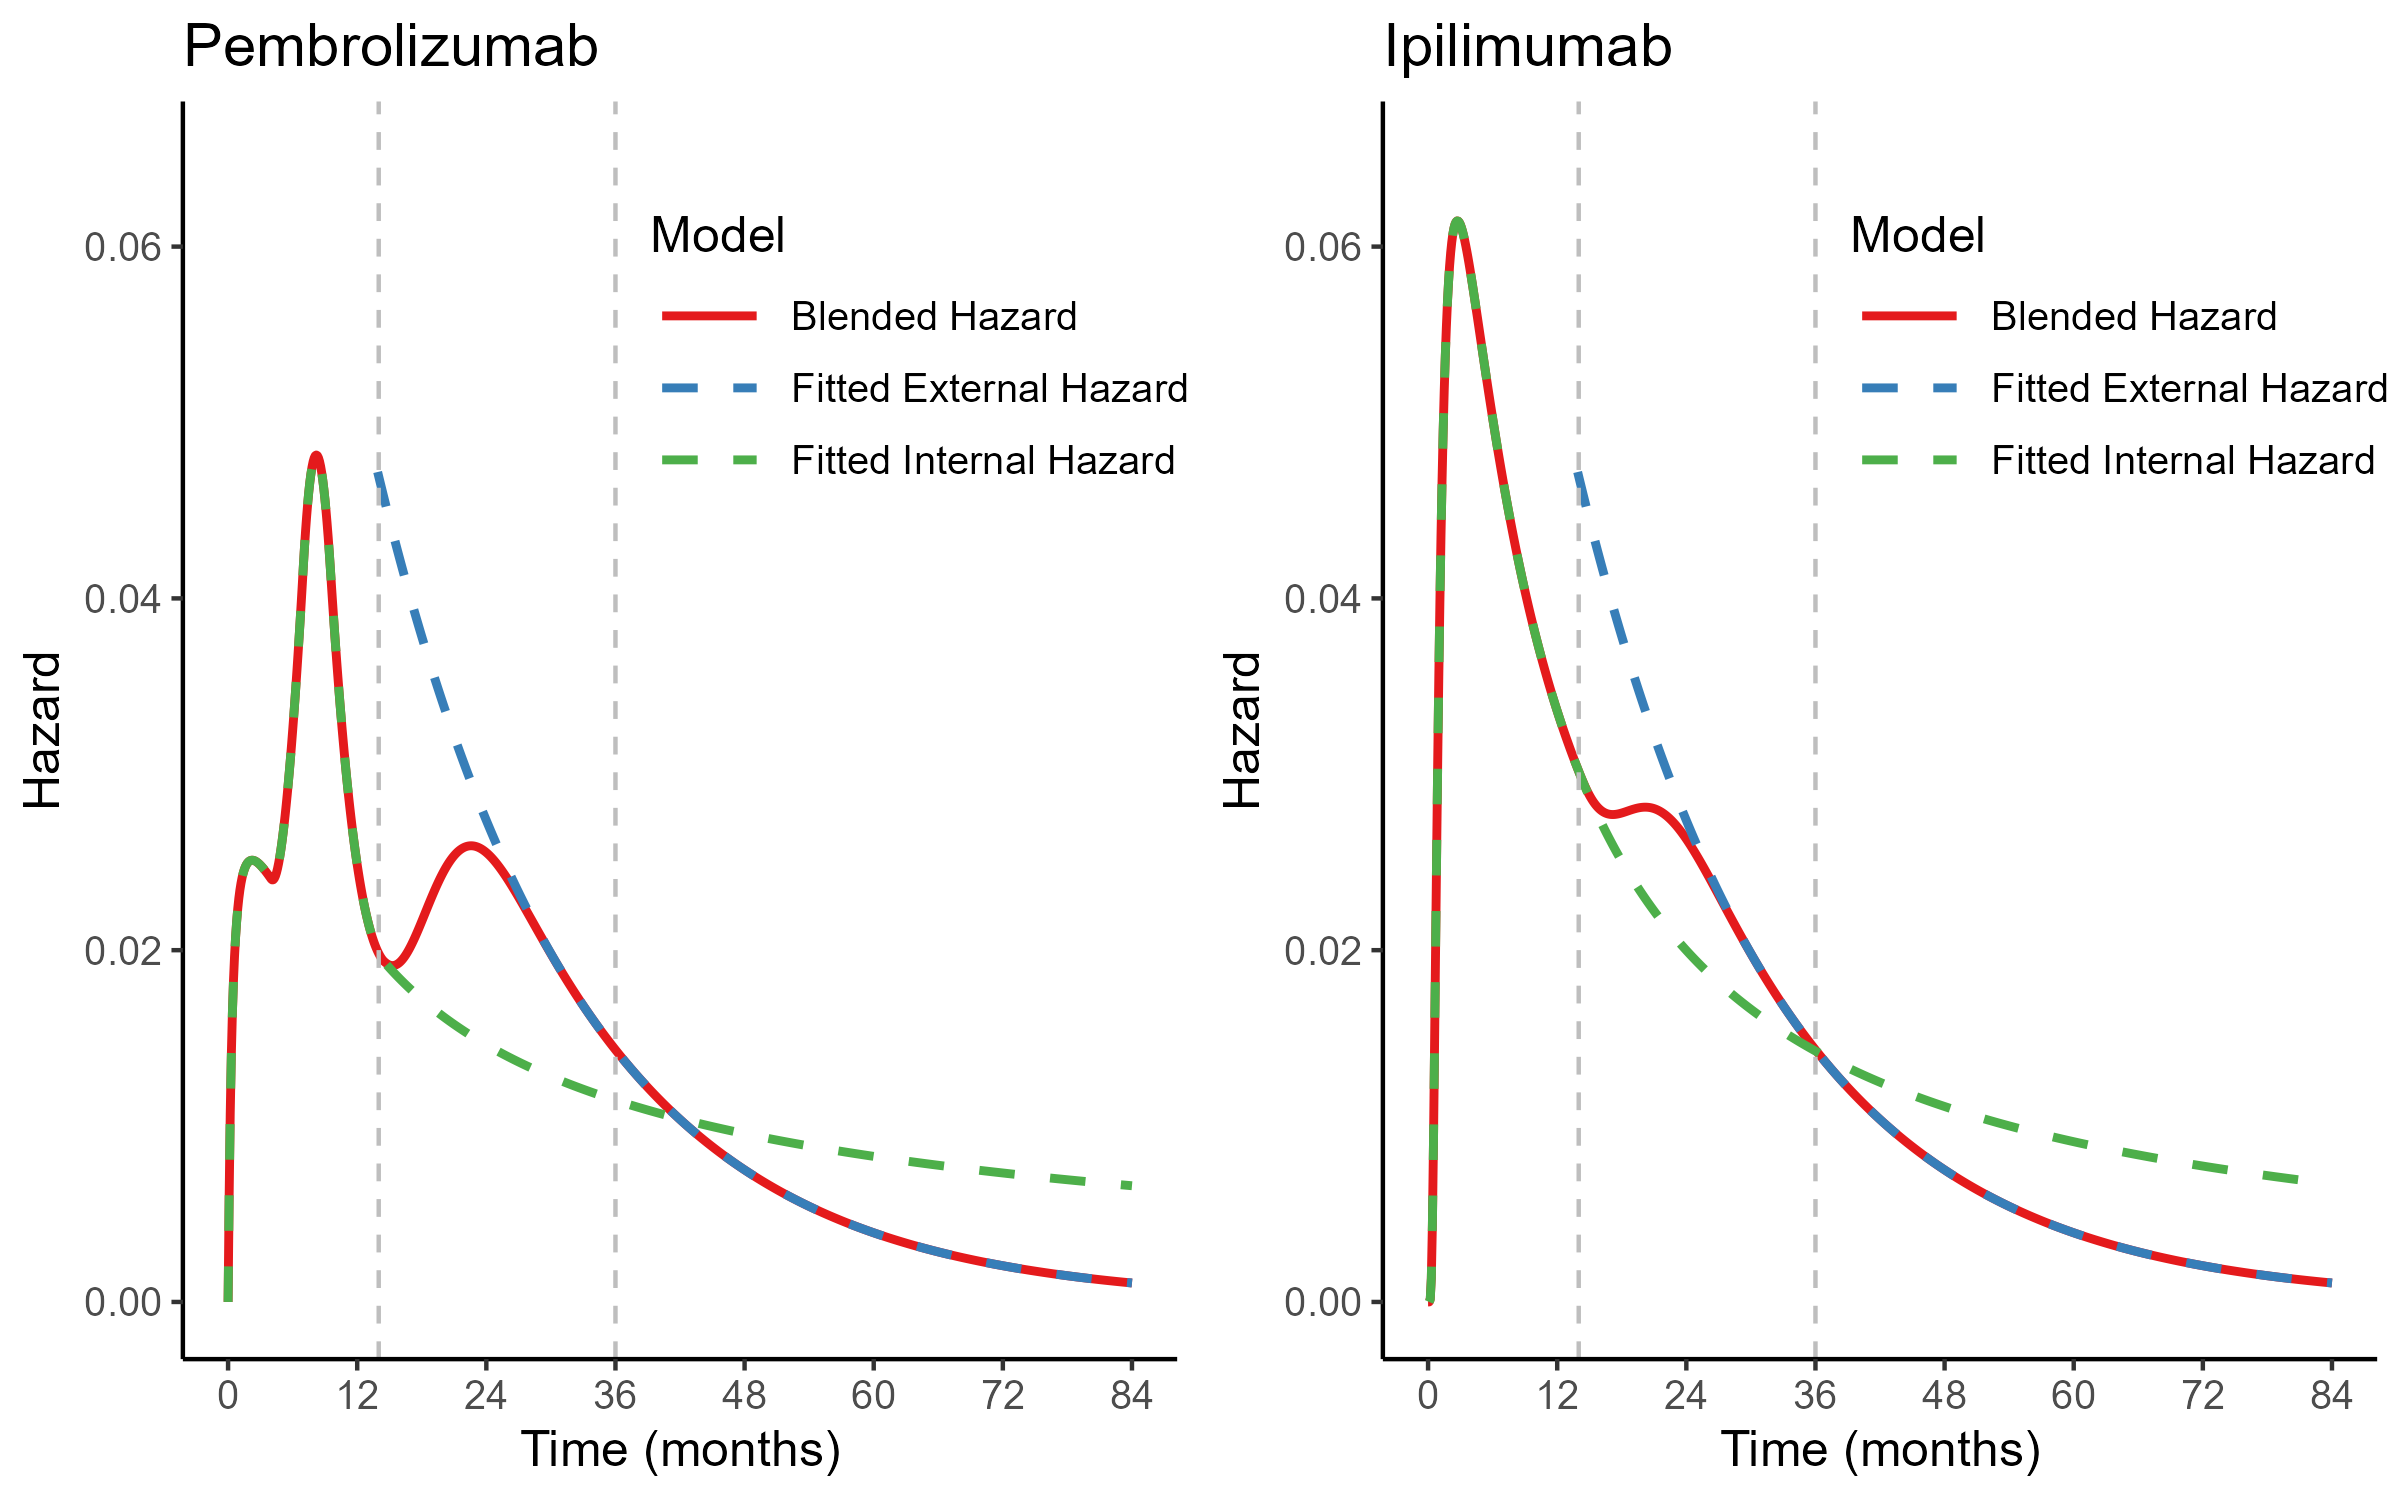 Pembrolizumab
Hazard
0.06
0.04
0.02
0.00
Model
Blended Hazard
Fitted External Hazard
Fitted Internal Hazard
0 12 24 36 48 60 72 84
Time (months)
Ipilimumab
Hazard
0.06
0.04
0.02
0.00
Model
Blended Hazard
Fitted External Hazard
Fitted Internal Hazard
0 12 24 36 48 60 72 84
Time (months)